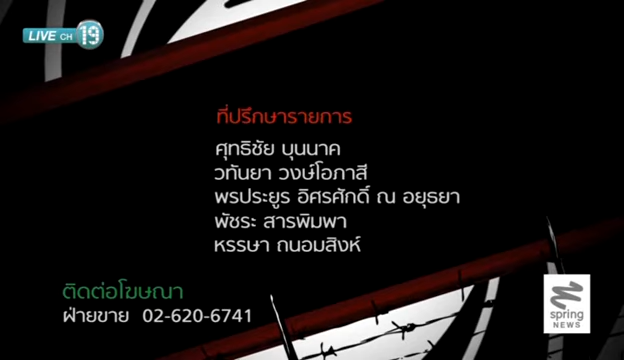 LIVE CH 19
ที่ปรึกษารายการ
ศุทธิชัย บุนนาค
วทันยา วงษ์โอภาสี
พรประยูร อิศรศักดิ์ ณ อยุธยา
พัชระ สารพิมพา
หรรษา ถนอมสิงห์
ติดต่อโฆษณา
ฝ่ายขาย 02-620-6741
spring
NEWS